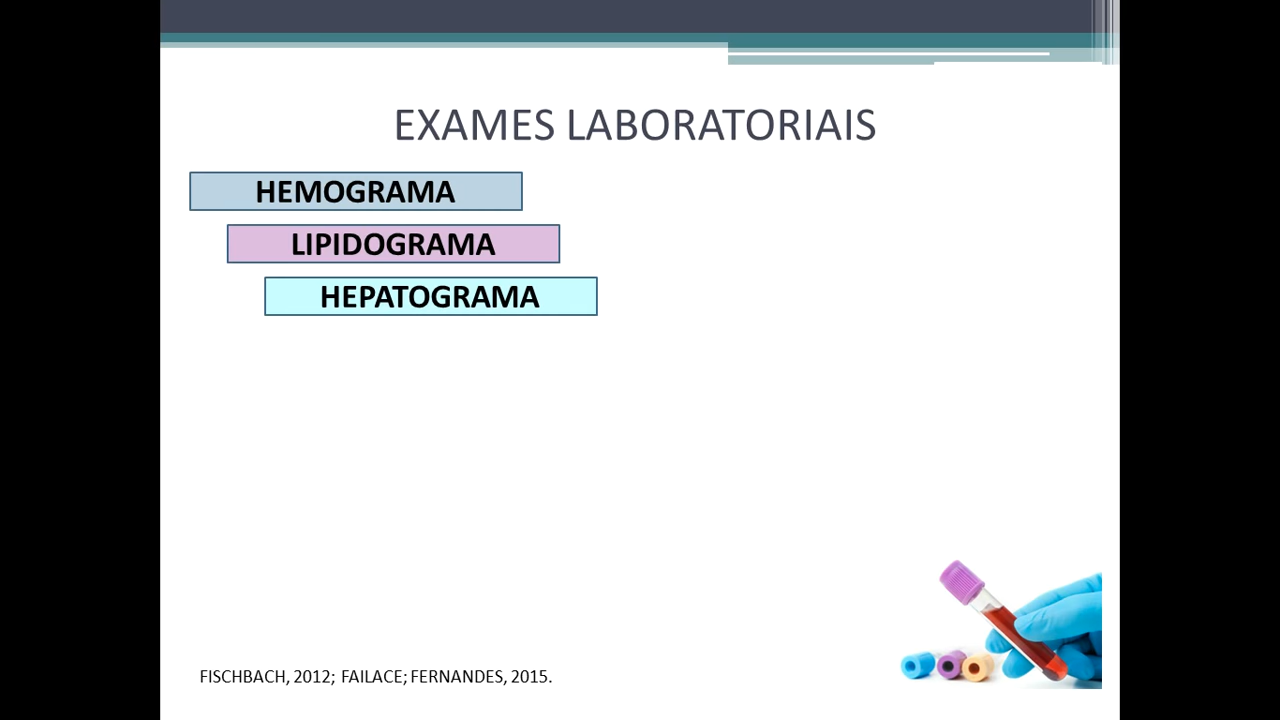 EXAMES LABORATORIAIS
HEMOGRAMA
LIPIDOGRAMA
HEPATOGRAMA
FISCHBACH, 2012; FAILACE; FERNANDES, 2015.